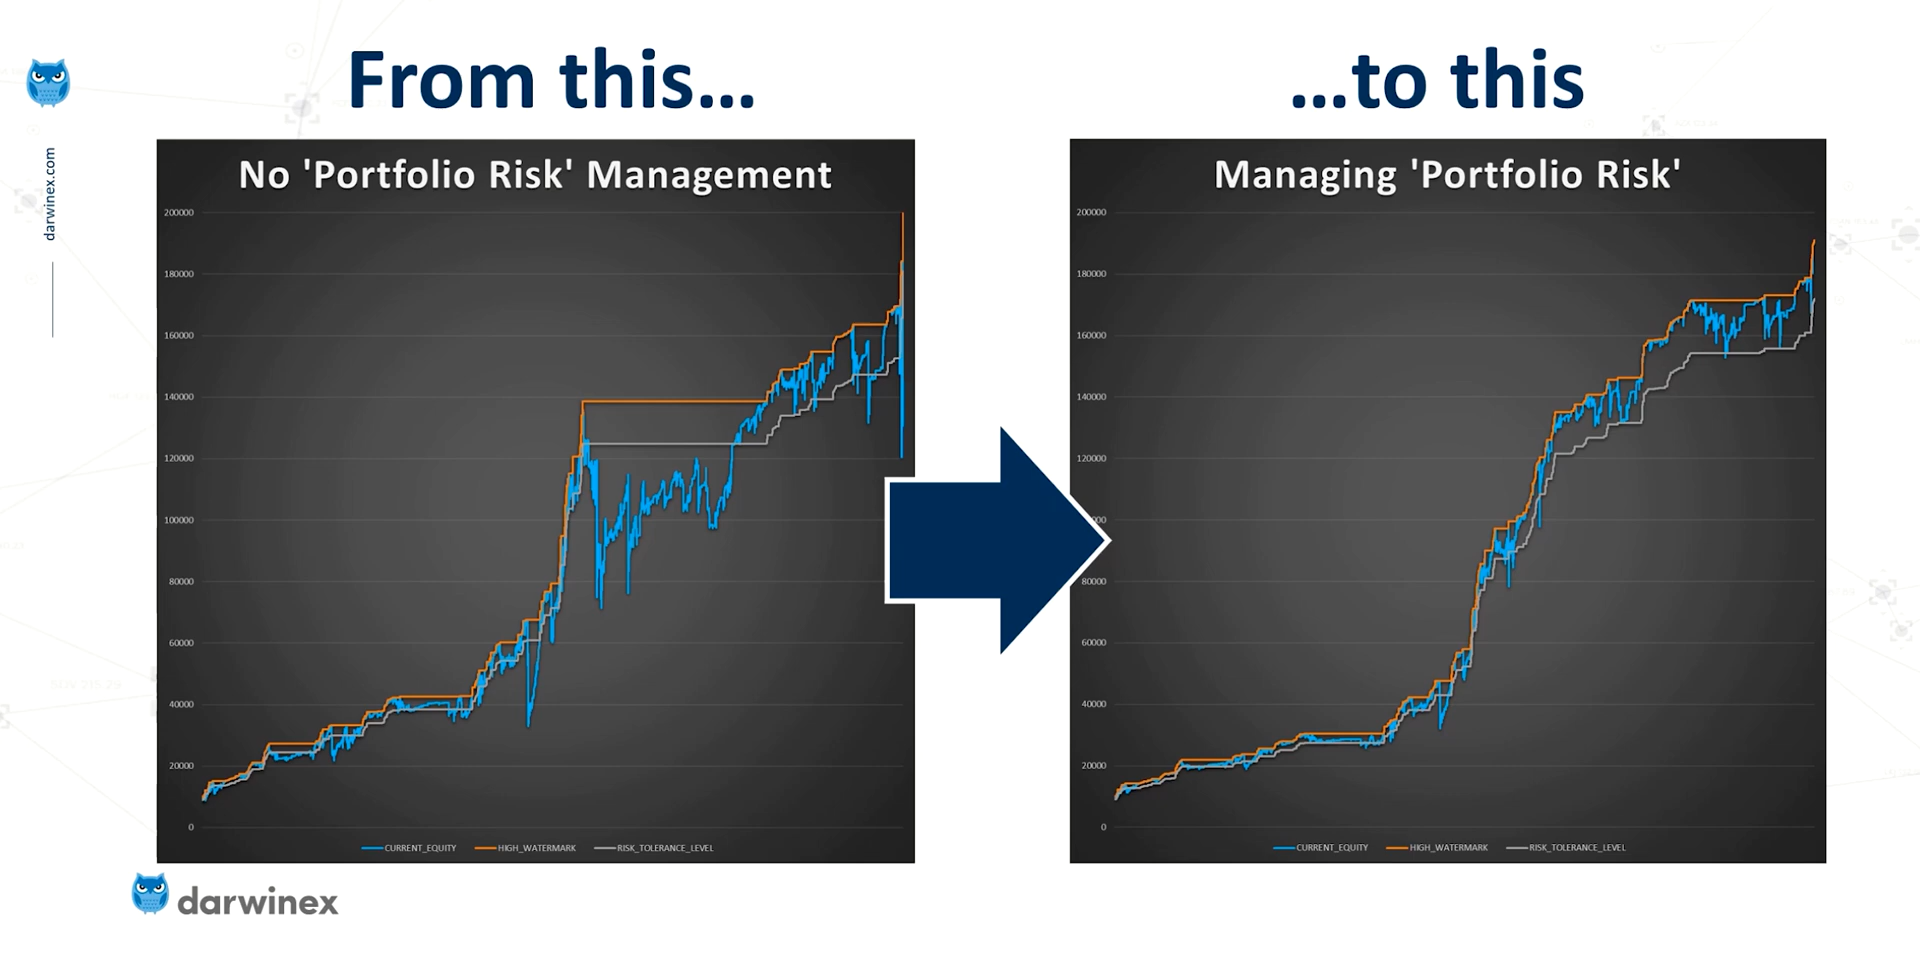 From this...
...to this
darwinex.com
No 'Portfolio Risk' Management
200000
180000
160000
140000
120000
100000
80000
60000
40000
20000
0
CURRENT_EQUITY HIGH_WATERMARK RISK_TOLERANCE_LEVEL
Managing 'Portfolio Risk'
200000
180000
160000
140000
120000
80000
60000
40000
20000
0
CURRENT_EQUITY HIGH_WATERMARK RISK_TOLERANCE_LEVEL
darwinex